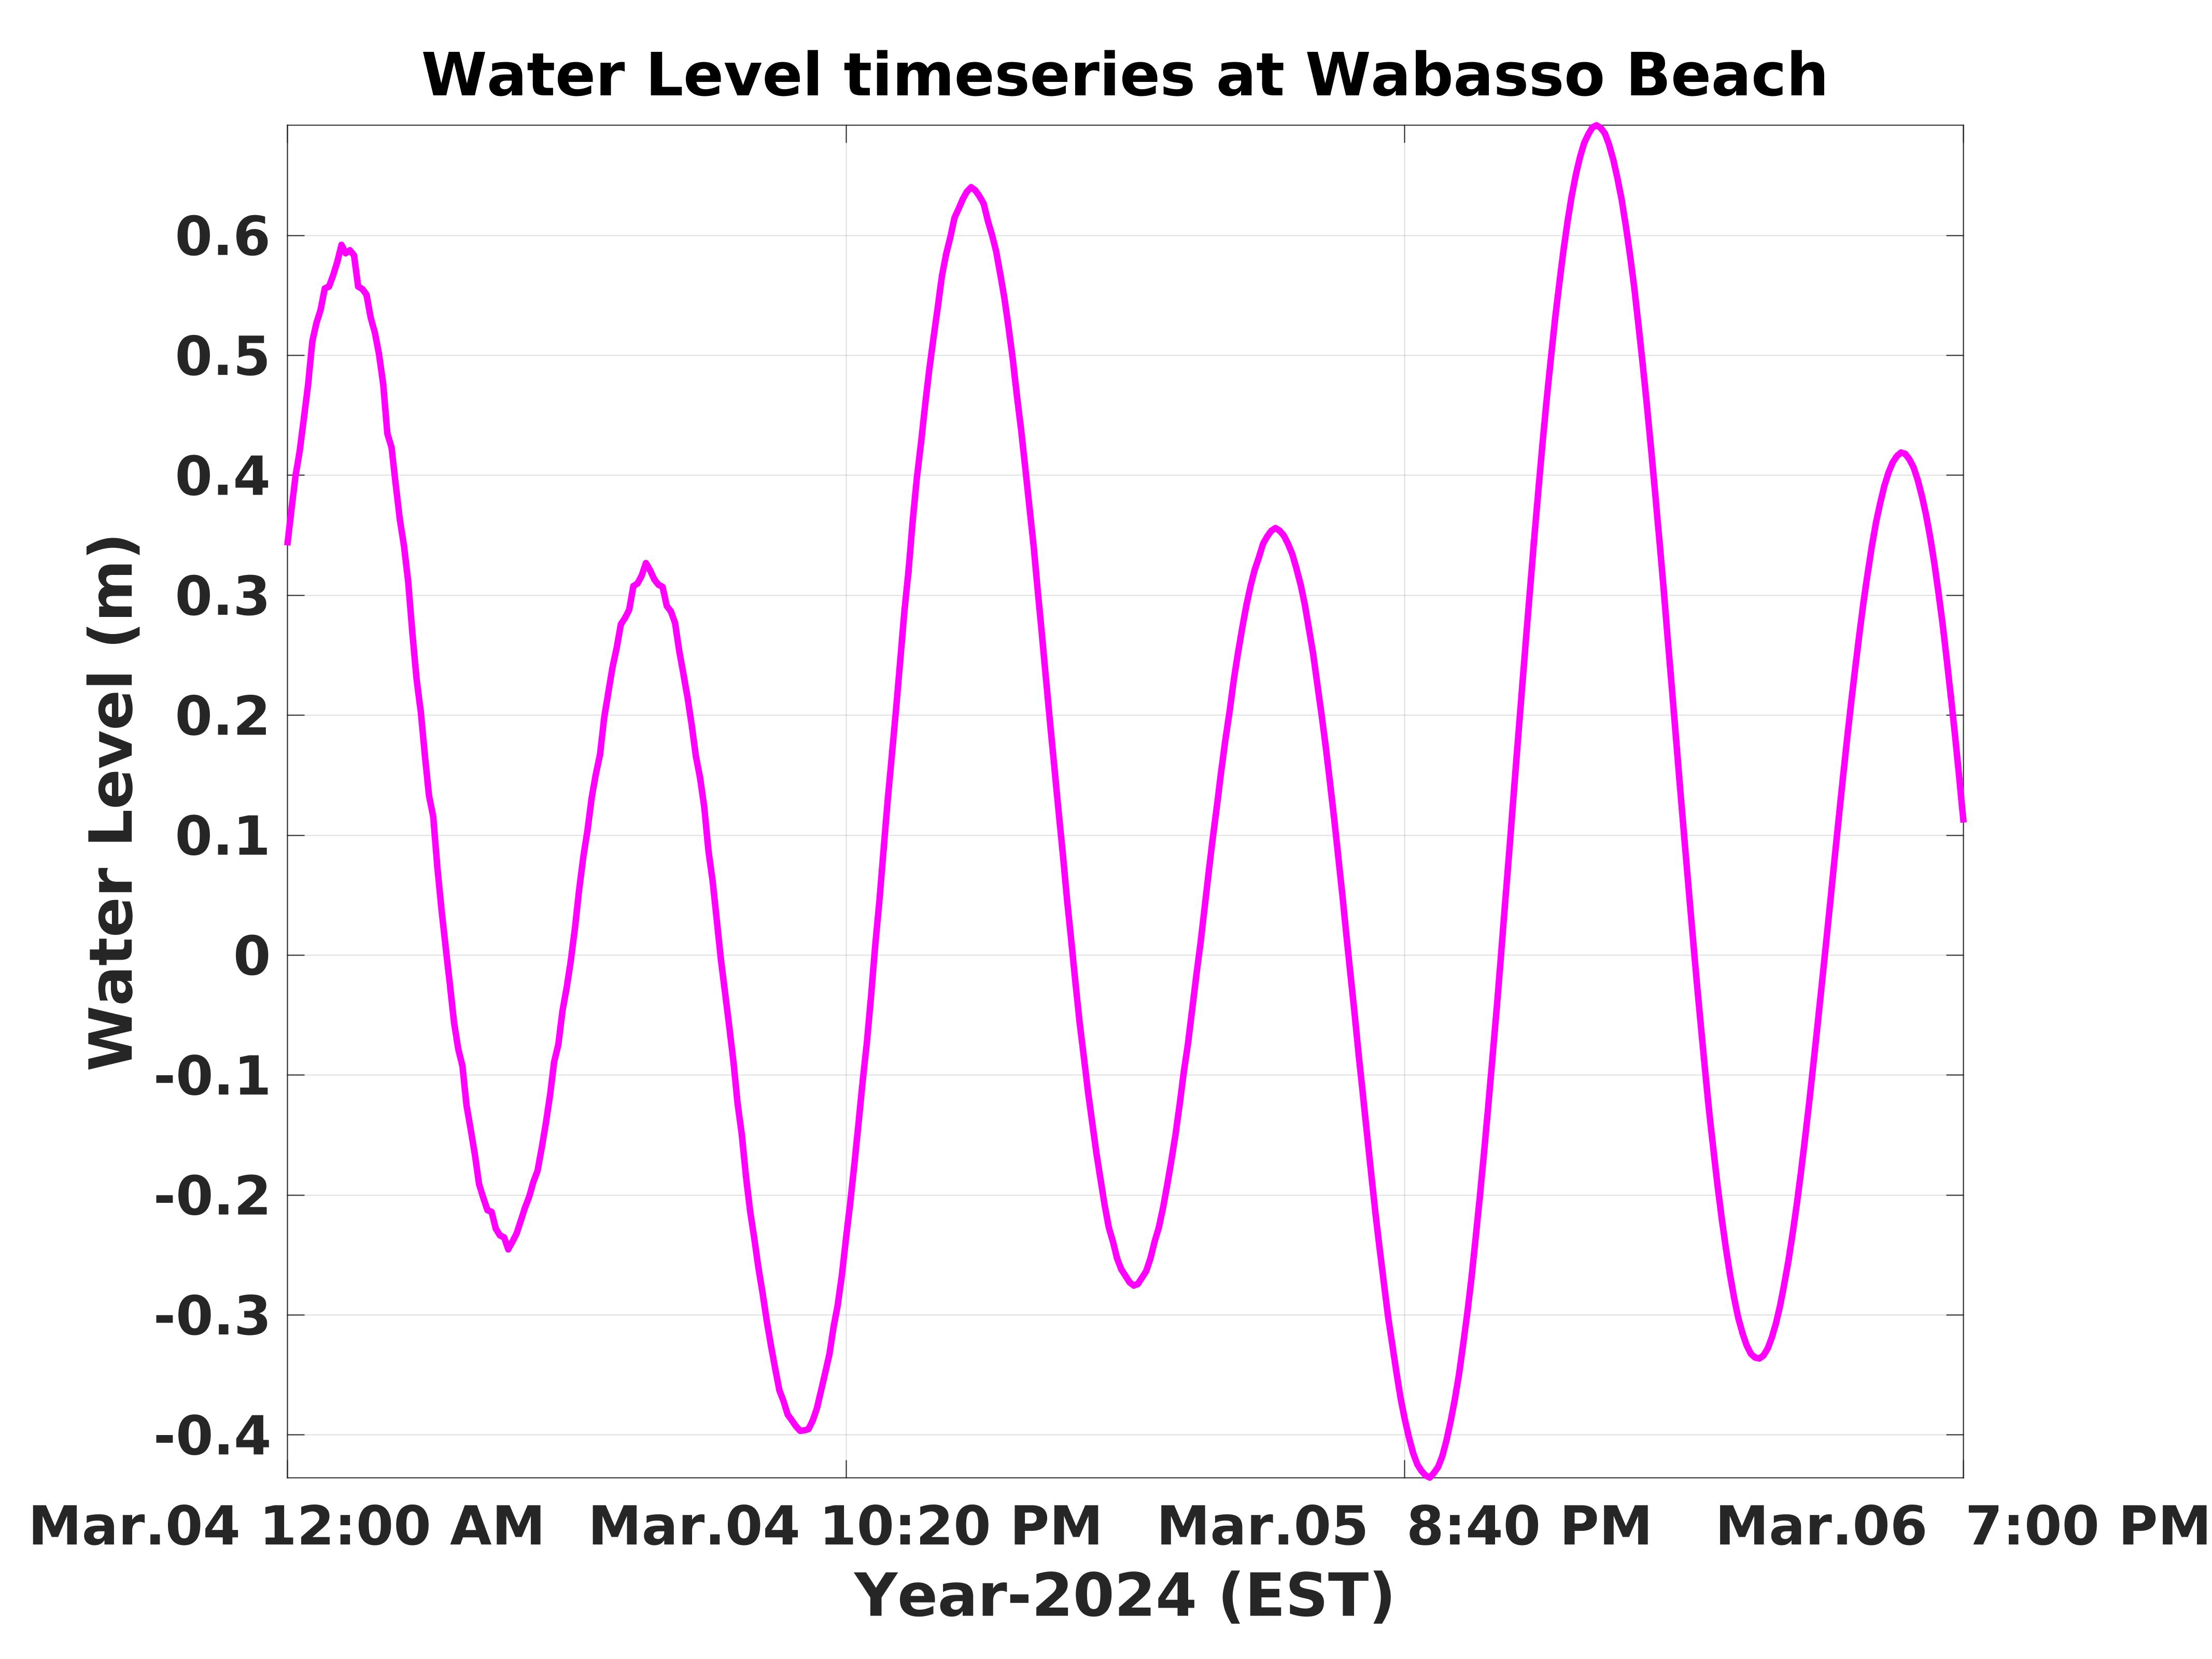 Water Level timeseries at Wabasso Beach
Water Level (m)
0.6
0.5
0.4
0.3
0.2
0.1
0
-0.1
-0.2
-0.3
-0.4
Mar.04 12:00 AM Mar.04 10:20 PM Mar.05 8:40 PM Mar.06 7:00 PM
Year-2024 (EST)